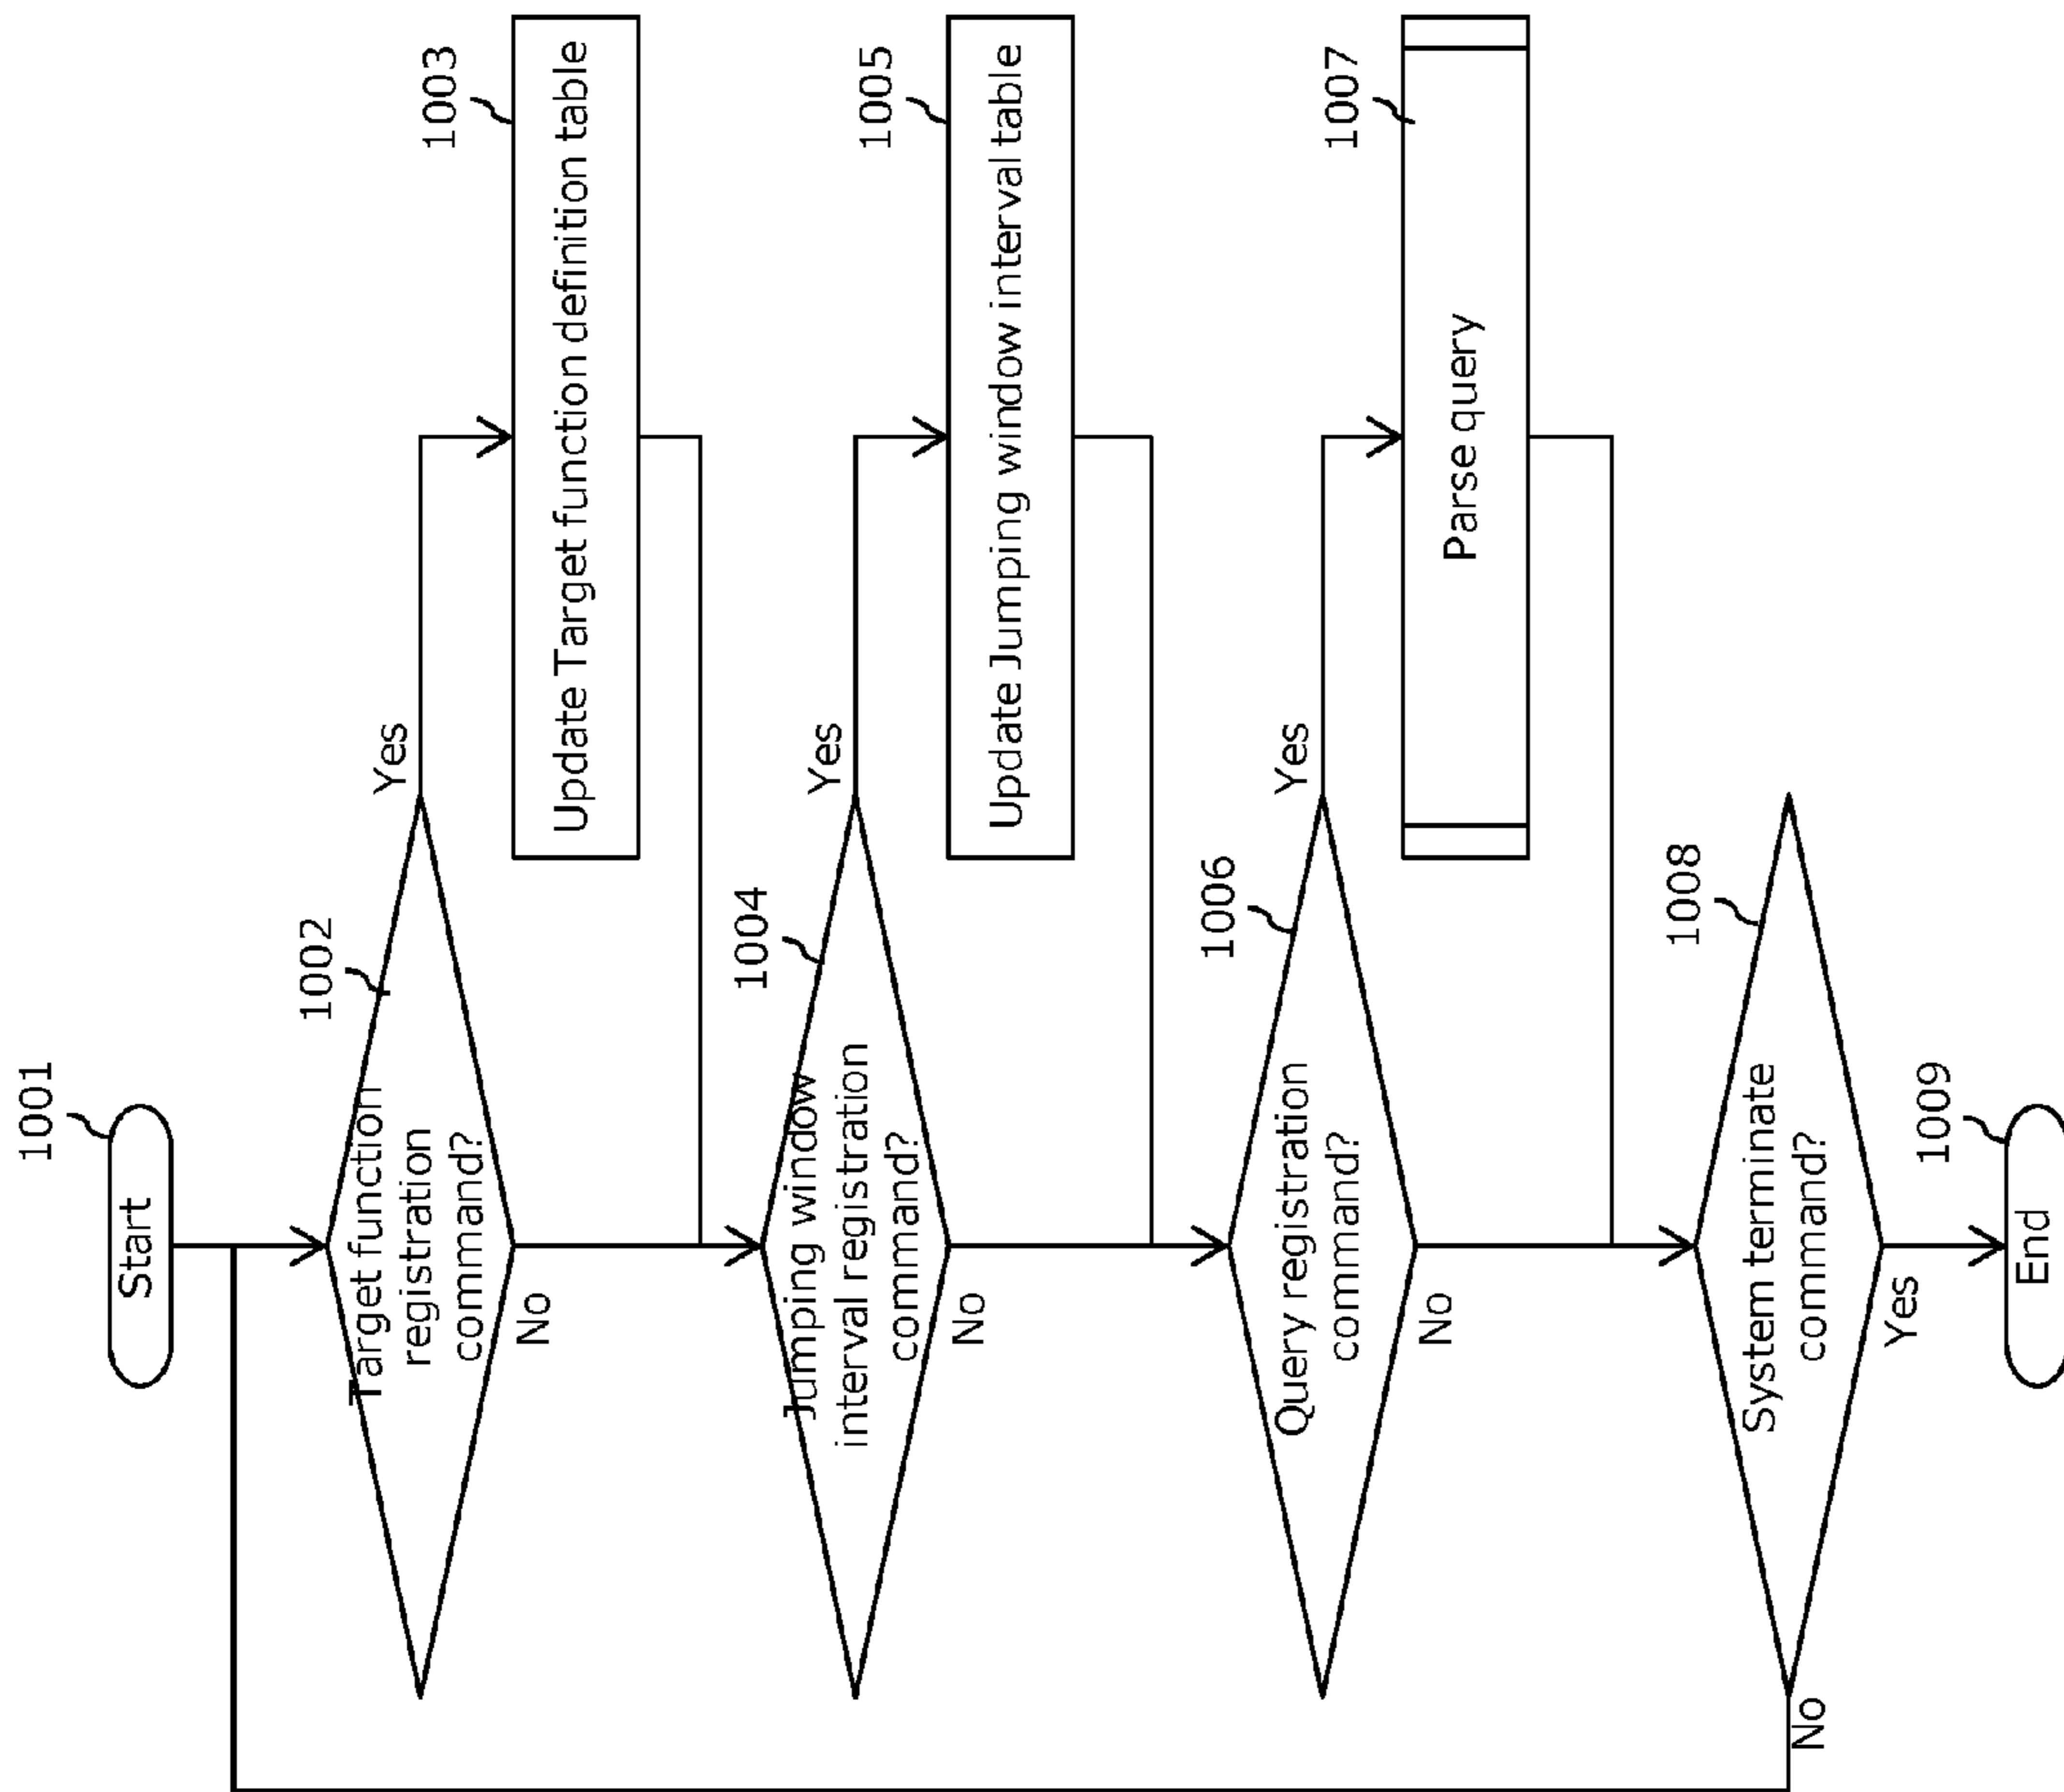 1001
Start
1002
Target function
registration
command?
Yes
No
1003
Update Target function definition table
1004
Jumping window
interval registration
command?
Yes
No
1005
Update Jumping window interval table
1006
Query registration
command?
Yes
No
1007
Parse query
1008
System terminate
command?
No
Yes
1009
End